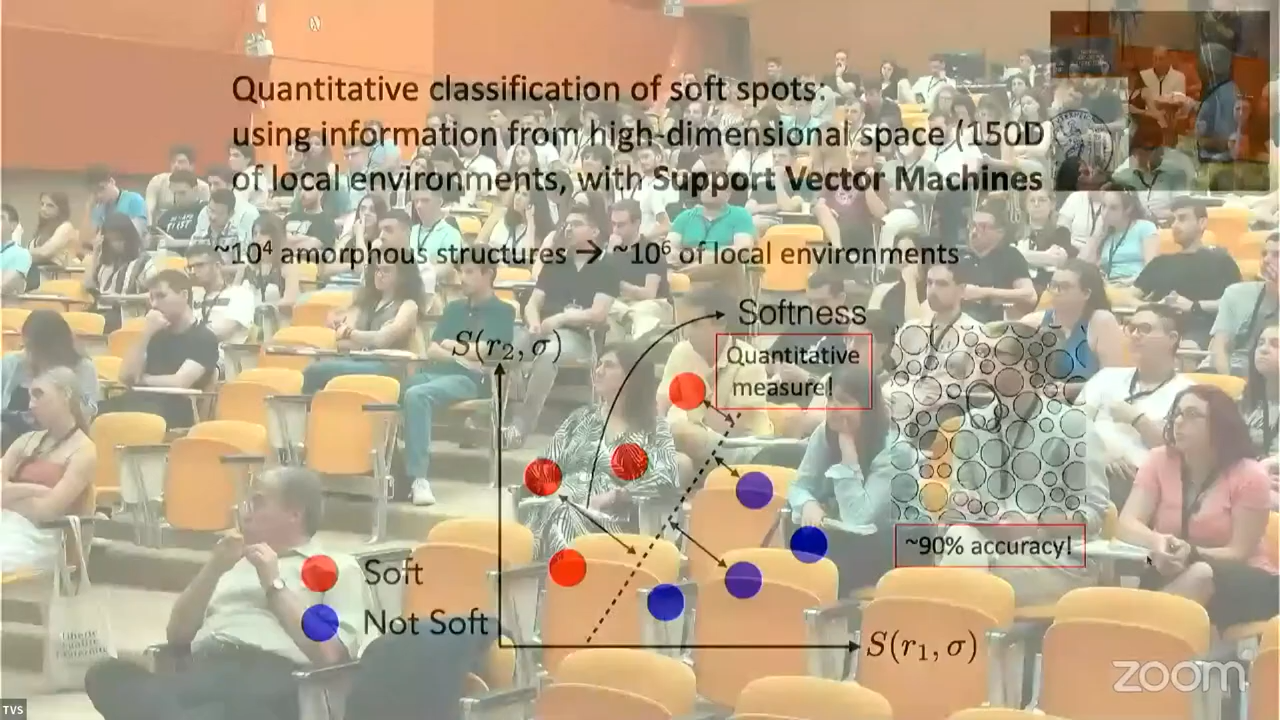 Quantitative classification of soft spots:
using information from high-dimensional space (150D
of local environments, with Support Vector Machines
~10⁴ amorphous structures → ~10⁶ of local environments
Softness
S(r₂, σ)
Quantitative
measure!
~90% accuracy!
Soft
Not Soft
S(r₁, σ)
zoom
TVS